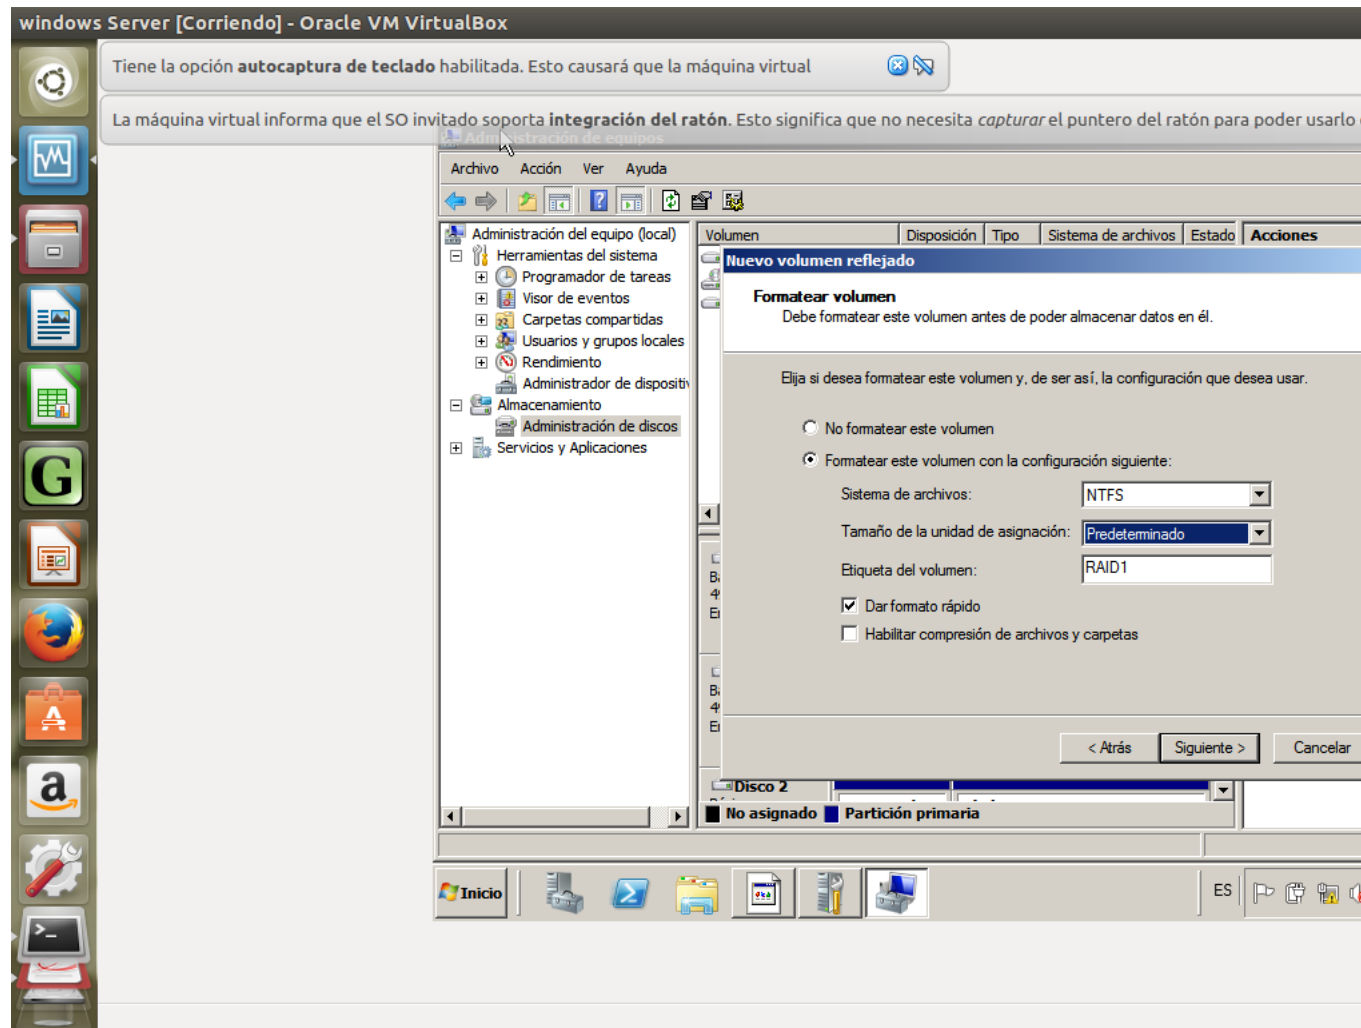 windows Server [Corriendo] - Oracle VM VirtualBox
Tiene la opción autocaptura de teclado habilitada. Esto causará que la máquina virtual
La máquina virtual informa que el SO invitado soporta integración del ratón. Esto significa que no necesita capturar el puntero del ratón para poder usarlo
Administración de equipos
Archivo Acción Ver Ayuda
Administración del equipo (local)
Herramientas del sistema
Programador de tareas
Visor de eventos
Carpetas compartidas
Usuarios y grupos locales
Rendimiento
Administrador de dispositiv
Almacenamiento
Administración de discos
Servicios y Aplicaciones
Volumen Disposición Tipo Sistema de archivos Estado Acciones
Nuevo volumen reflejado
Formatear volumen
Debe formatear este volumen antes de poder almacenar datos en él.
Elija si desea formatear este volumen y, de ser así, la configuración que desea usar.
No formatear este volumen
Formatear este volumen con la configuración siguiente:
Sistema de archivos: NTFS
Tamaño de la unidad de asignación: Predeterminado
Etiqueta del volumen: RAID1
Dar formato rápido
Habilitar compresión de archivos y carpetas
< Atrás Siguiente > Cancelar
Disco 2
No asignado Partición primaria
Inicio
ES